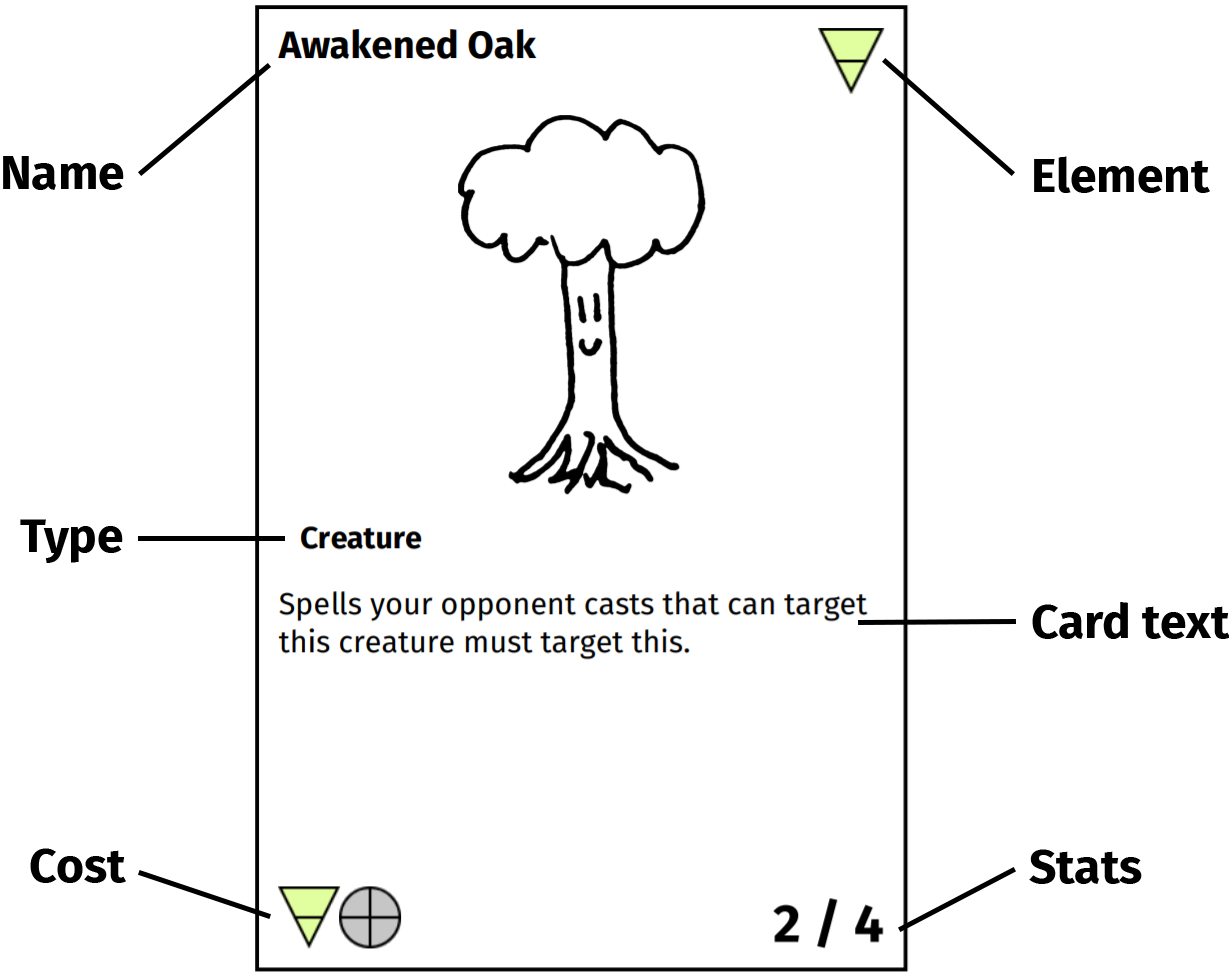 Awakened Oak
Name
Element
Type
Creature
Spells your opponent casts that can target
this creature must target this.
Card text
Cost
Stats
2 / 4